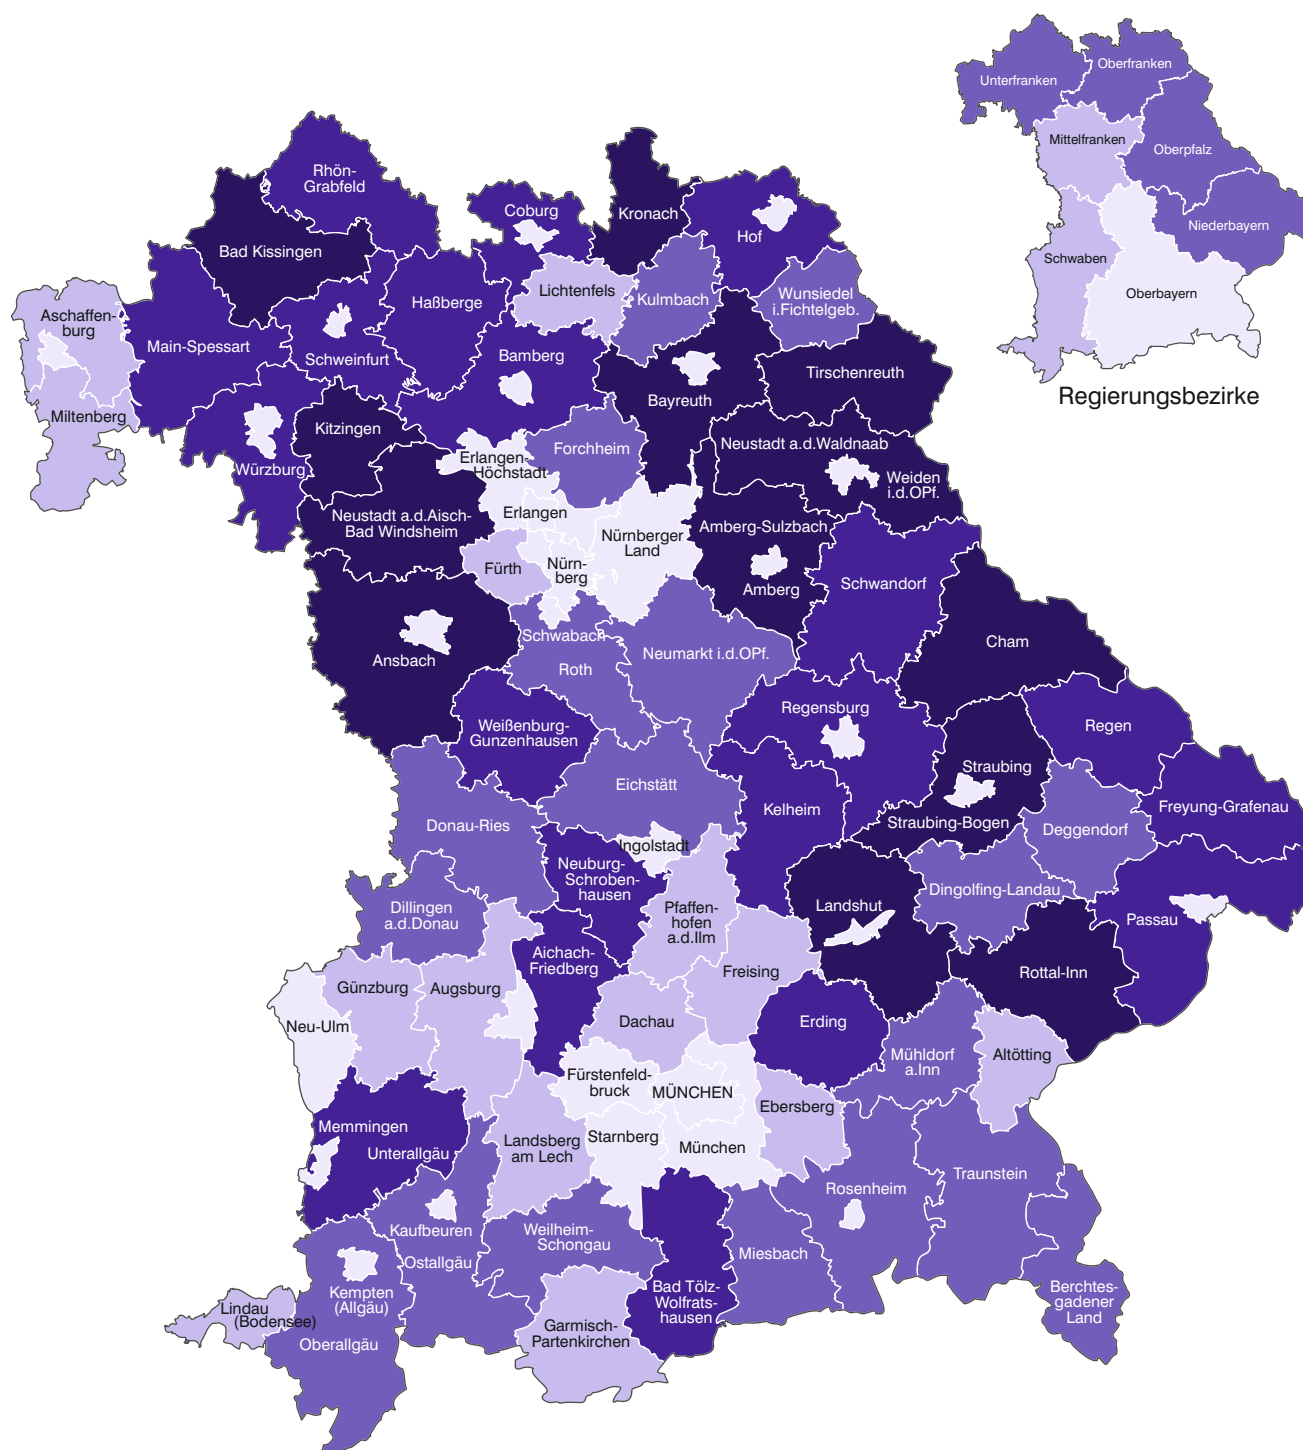 Unterfranken
Oberfranken
Mittelfranken
Oberpfalz
Niederbayern
Schwaben
Oberbayern
Regierungsbezirke
Rhön-
Grabfeld
Coburg
Kronach
Hof
Bad Kissingen
Lichtenfels
Kulmbach
Wunsiedel
i.Fichtelgeb.
Haßberge
Aschaffen-
burg
Main-Spessart
Schweinfurt
Bamberg
Bayreuth
Tirschenreuth
Miltenberg
Kitzingen
Würzburg
Erlangen-
Höchstadt
Forchheim
Neustadt a.d.Waldnaab
Weiden
i.d.OPf.
Neustadt a.d.Aisch-
Bad Windsheim
Erlangen
Nürnberger
Land
Amberg-Sulzbach
Fürth
Nürn-
berg
Amberg
Schwandorf
Schwabach
Ansbach
Roth
Neumarkt i.d.OPf.
Cham
Weißenburg-
Gunzenhausen
Regensburg
Regen
Eichstätt
Kelheim
Straubing
Freyung-Grafenau
Donau-Ries
Straubing-Bogen
Deggendorf
Ingolstadt
Neuburg-
Schroben-
hausen
Dillingen
a.d.Donau
Pfaffen-
hofen
a.d.Ilm
Landshut
Dingolfing-Landau
Passau
Aichach-
Friedberg
Freising
Rottal-Inn
Günzburg
Augsburg
Neu-Ulm
Dachau
Erding
Mühldorf
a.Inn
Altötting
Fürstenfeld-
bruck
MÜNCHEN
Ebersberg
Memmingen
Unterallgäu
Landsberg
am Lech
Starnberg
München
Traunstein
Rosenheim
Kaufbeuren
Ostallgäu
Weilheim-
Schongau
Miesbach
Kempten
(Allgäu)
Bad Tölz-
Wolfrats-
hausen
Berchtes-
gadener
Land
Lindau
(Bodensee)
Oberallgäu
Garmisch-
Partenkirchen